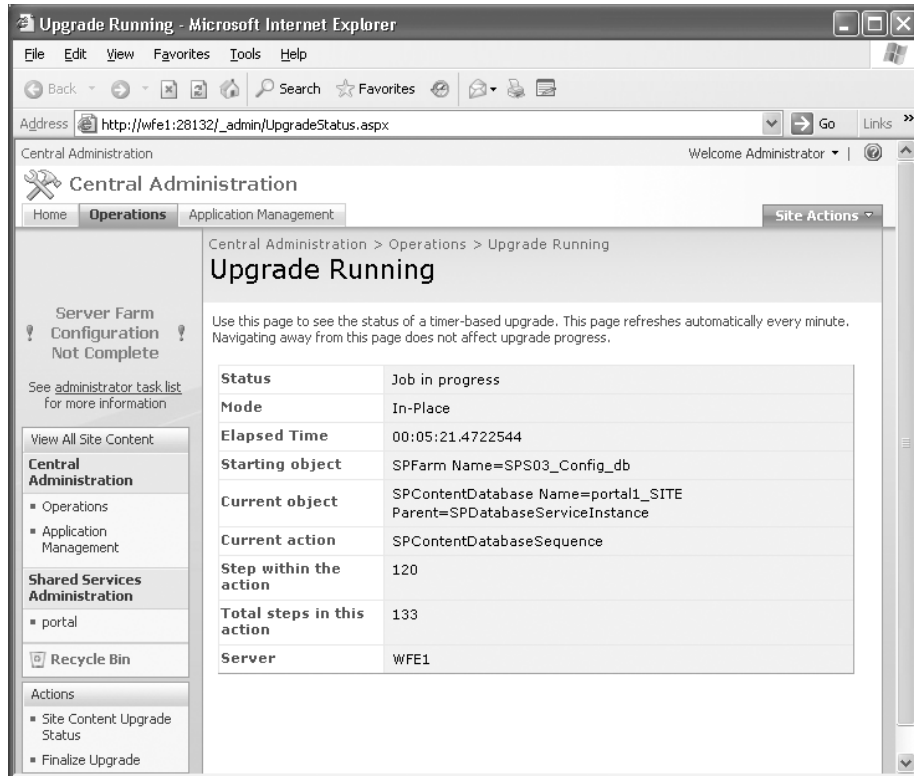 Upgrade Running - Microsoft Internet Explorer
File Edit View Favorites Tools Help
Back Search Favorites
Address http://wfe1:28132/_admin/UpgradeStatus.aspx Go Links »
Central Administration Welcome Administrator
Central Administration
Home Operations Application Management Site Actions
Central Administration > Operations > Upgrade Running
Upgrade Running
Server Farm
! Configuration !
Not Complete
See administrator task list
for more information
View All Site Content
Central
Administration
Operations
Application
Management
Shared Services
Administration
portal
Recycle Bin
Actions
Site Content Upgrade
Status
Finalize Upgrade
Use this page to see the status of a timer-based upgrade. This page refreshes automatically every minute.
Navigating away from this page does not affect upgrade progress.
Status Job in progress
Mode In-Place
Elapsed Time 00:05:21.4722544
Starting object SPFarm Name=SPS03_Config_db
Current object SPContentDatabase Name=portal1_SITE
Parent=SPDatabaseServiceInstance
Current action SPContentDatabaseSequence
Step within the 120
action
Total steps in this 133
action
Server WFE1